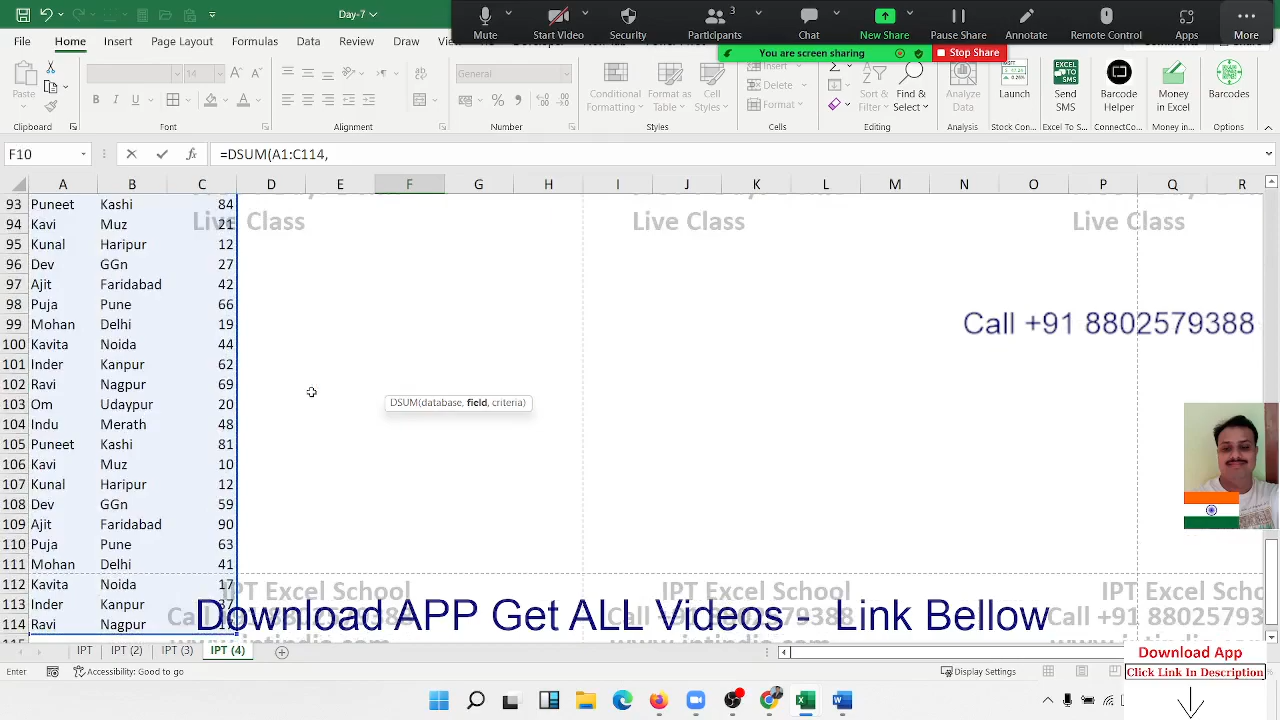 Day-7
Mute
Start Video
Security
Participants
3
Chat
New Share
Pause Share
Annotate
Remote Control
Apps
More
You are screen sharing
Stop Share
File
Home
Insert
Page Layout
Formulas
Data
Review
View
Paste
B I U
General
Conditional
Formatting
Format as
Table
Cell
Styles
Insert
Delete
Format
Sort &
Filter
Find &
Select
Analyze
Data
Launch
Send
SMS
Barcode
Helper
Money
in Excel
Barcodes
Clipboard
Font
Alignment
Number
Styles
Cells
Editing
Analysis
F10
=DSUM(A1:C114,
A B C D E F G H I J K L M N O P Q R
93 Puneet Kashi 84
94 Kavi Muz 21
95 Kunal Haripur 12
96 Dev GGn 27
97 Ajit Faridabad 42
98 Puja Pune 66
99 Mohan Delhi 19
100 Kavita Noida 44
101 Inder Kanpur 62
102 Ravi Nagpur 69
103 Om Udaypur 20
104 Indu Merath 48
105 Puneet Kashi 81
106 Kavi Muz 10
107 Kunal Haripur 12
108 Dev GGn 59
109 Ajit Faridabad 90
110 Puja Pune 63
111 Mohan Delhi 41
112 Kavita Noida 17
113 Inder Kanpur
114 Ravi Nagpur
Live Class
Live Class
Live Class
Call +91 8802579388
DSUM(database, field, criteria)
IPT Excel School
IPT Excel School
IPT Excel School
Download APP Get ALL Videos - Link Bellow
IPT
IPT (2)
IPT (3)
IPT (4)
Enter
Accessibility: Good to go
Display Settings
Download App
Click Link In Description